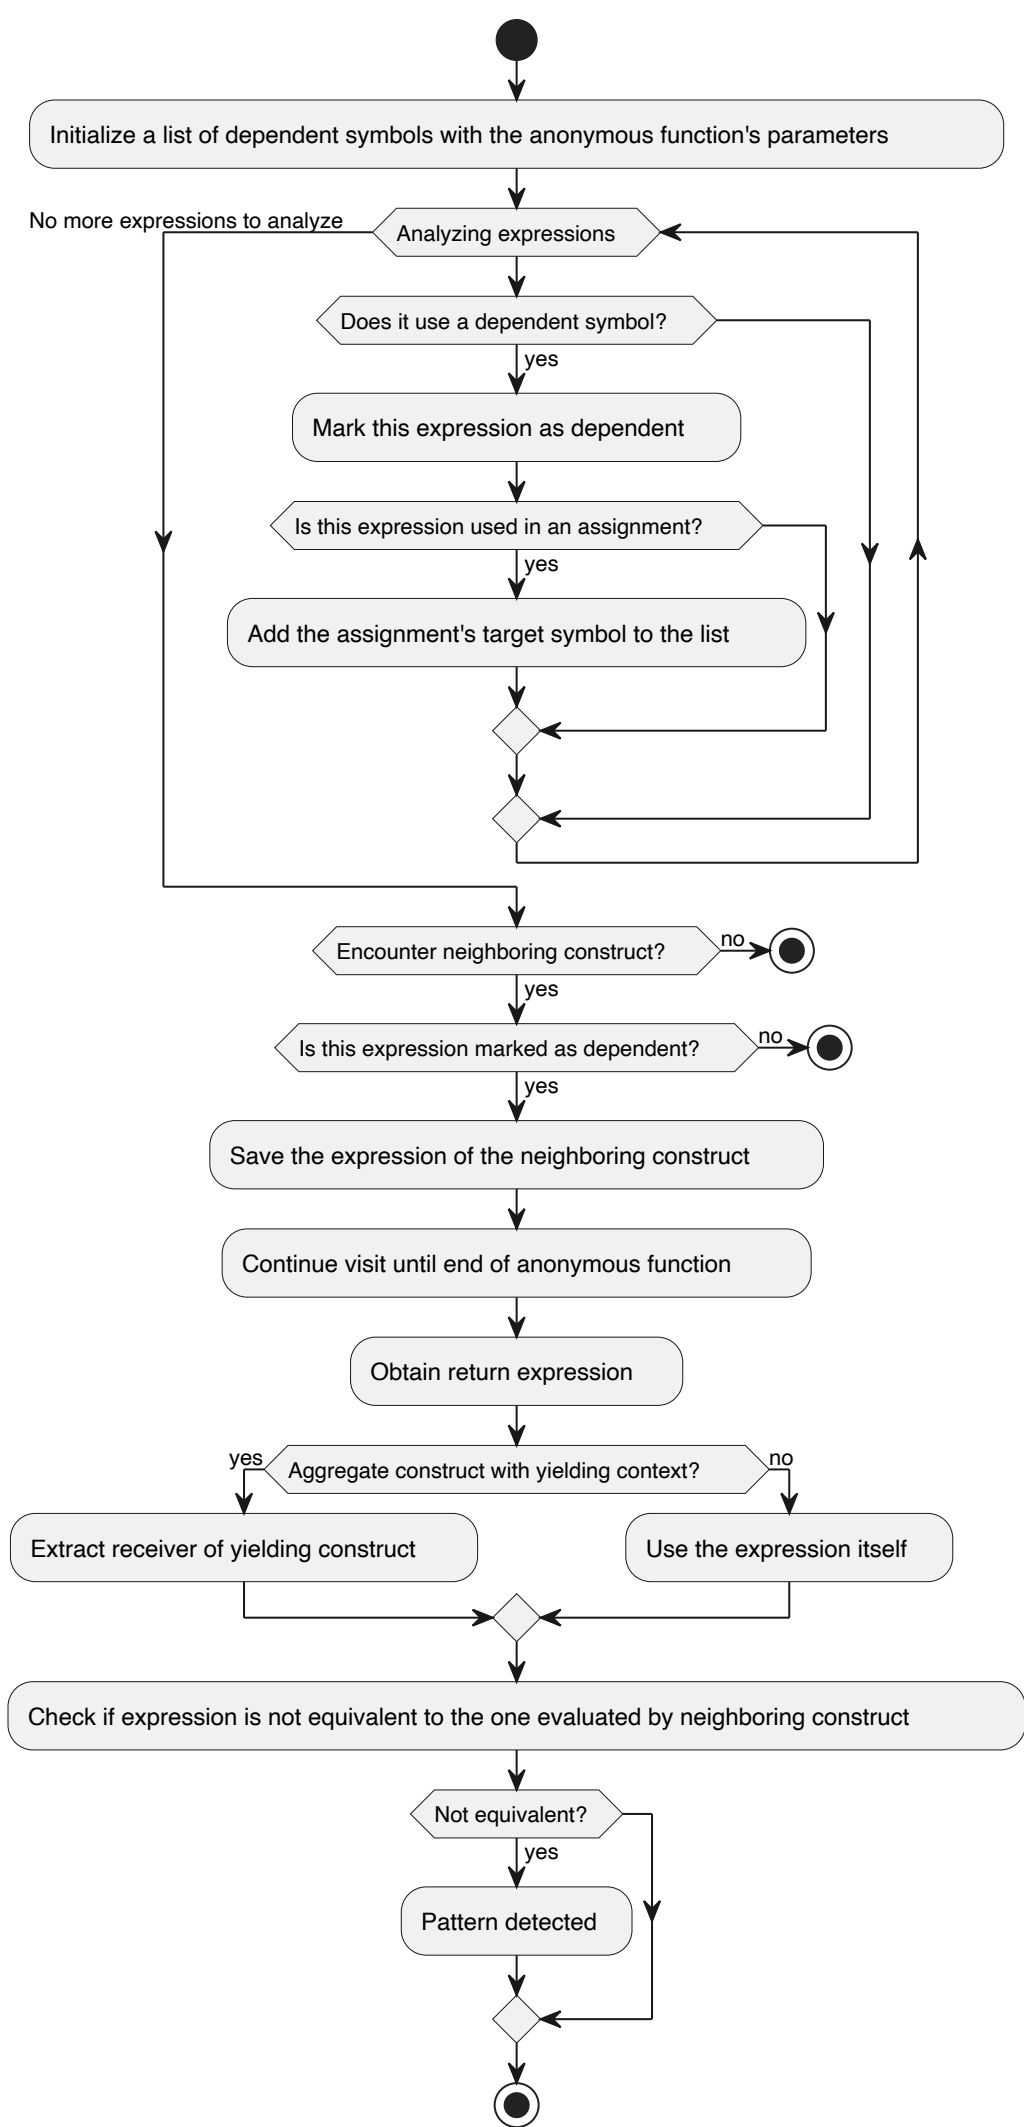 Initialize a list of dependent symbols with the anonymous function's parameters
No more expressions to analyze
Analyzing expressions
Does it use a dependent symbol?
yes
Mark this expression as dependent
Is this expression used in an assignment?
yes
Add the assignment's target symbol to the list
Encounter neighboring construct?
no
yes
Is this expression marked as dependent?
no
yes
Save the expression of the neighboring construct
Continue visit until end of anonymous function
Obtain return expression
yes
Aggregate construct with yielding context?
no
Extract receiver of yielding construct
Use the expression itself
Check if expression is not equivalent to the one evaluated by neighboring construct
Not equivalent?
yes
Pattern detected